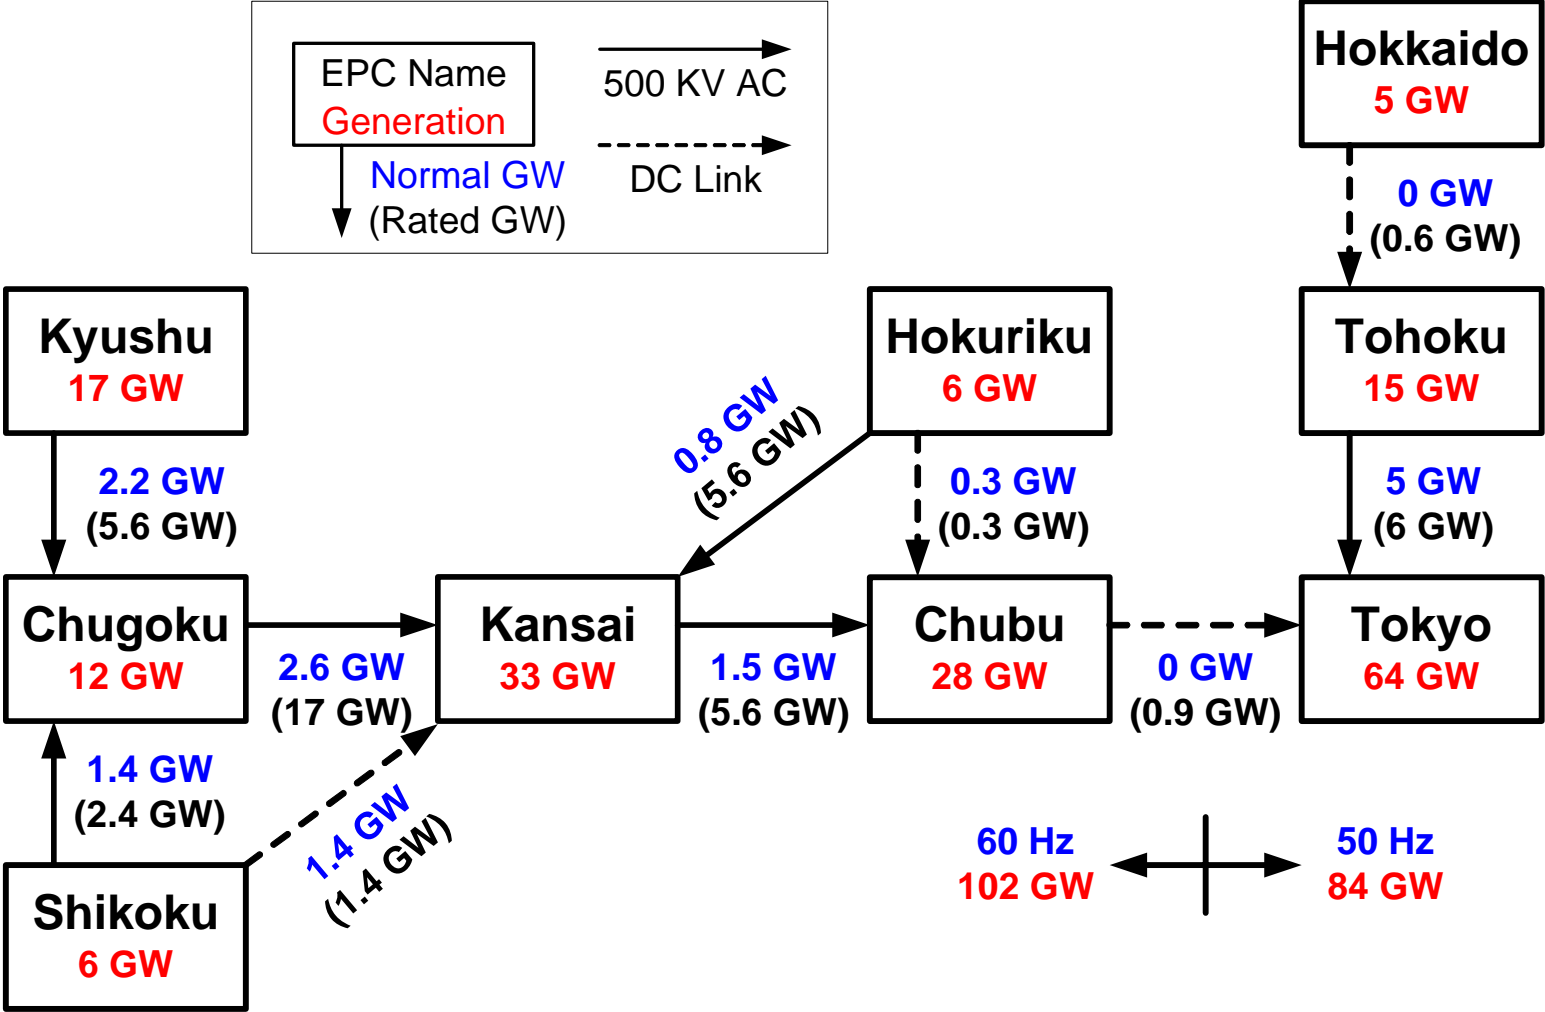 EPC Name
Generation
Normal GW
(Rated GW)
500 KV AC
DC Link
Hokkaido
5 GW
0 GW
(0.6 GW)
Kyushu
17 GW
Hokuriku
6 GW
Tohoku
15 GW
2.2 GW
(5.6 GW)
0.8 GW
(5.6 GW)
0.3 GW
(0.3 GW)
5 GW
(6 GW)
Chugoku
12 GW
2.6 GW
(17 GW)
Kansai
33 GW
1.5 GW
(5.6 GW)
Chubu
28 GW
0 GW
(0.9 GW)
Tokyo
64 GW
1.4 GW
(2.4 GW)
1.4 GW
(1.4 GW)
Shikoku
6 GW
60 Hz
102 GW
50 Hz
84 GW